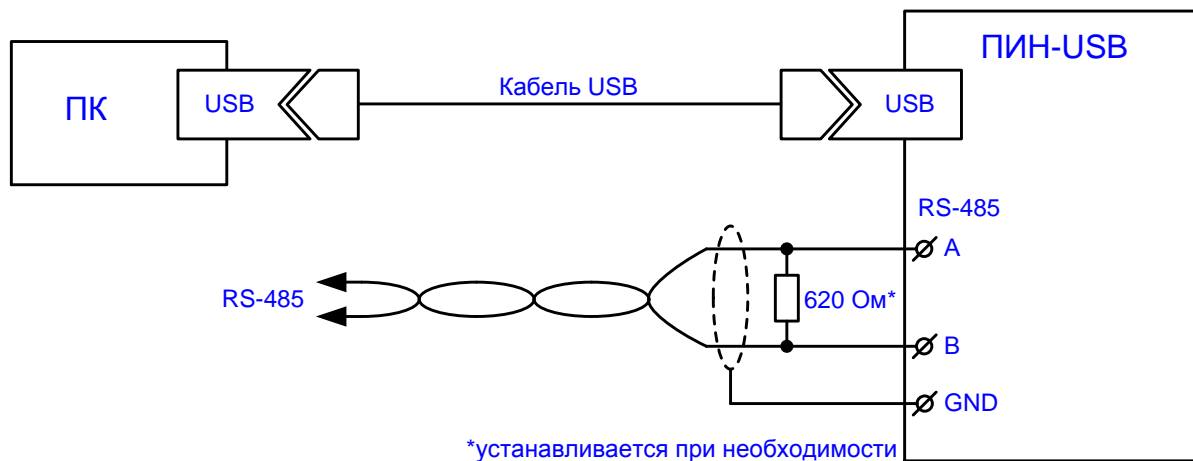 ПИН-USB
ПК
USB
Кабель USB
USB
RS-485
A
RS-485
620 Ом*
B
GND
*устанавливается при необходимости